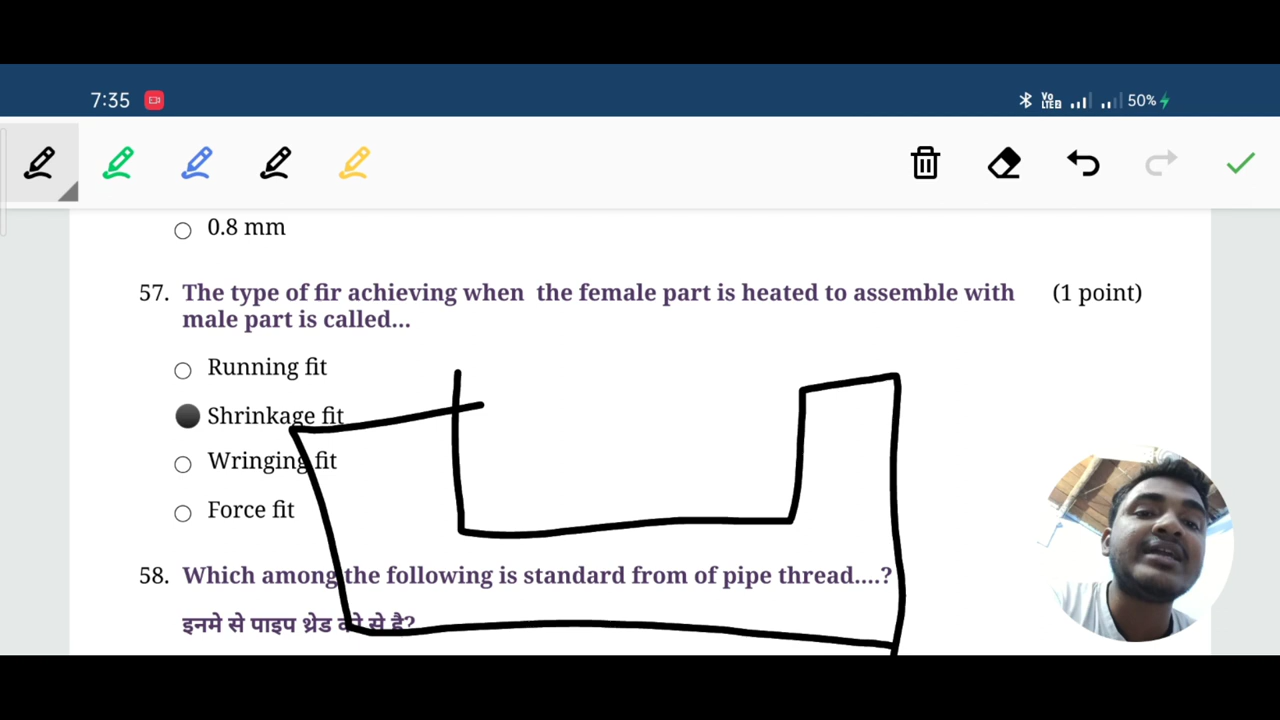 7:35
Vo
LTE 50%
0.8 mm
57. The type of fir achieving when the female part is heated to assemble with (1 point)
male part is called...
Running fit
Shrinkage fit
Wringing fit
Force fit
58. Which among the following is standard from of pipe thread....?
इनमे से पाइप थ्रेड से है?